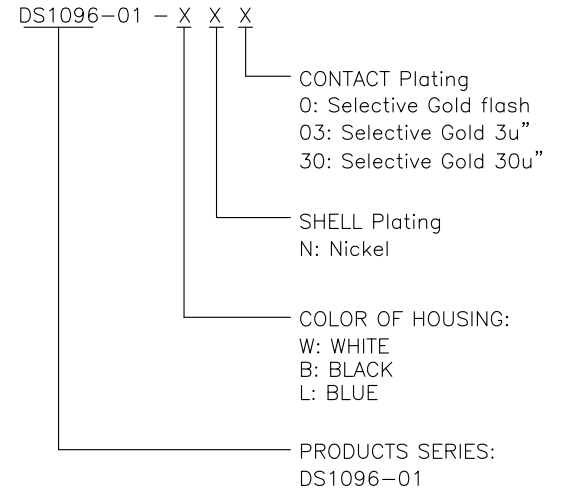 DS1096-01 - X X X
CONTACT Plating
0: Selective Gold flash
03: Selective Gold 3u”
30: Selective Gold 30u”
SHELL Plating
N: Nickel
COLOR OF HOUSING:
W: WHITE
B: BLACK
L: BLUE
PRODUCTS SERIES:
DS1096-01